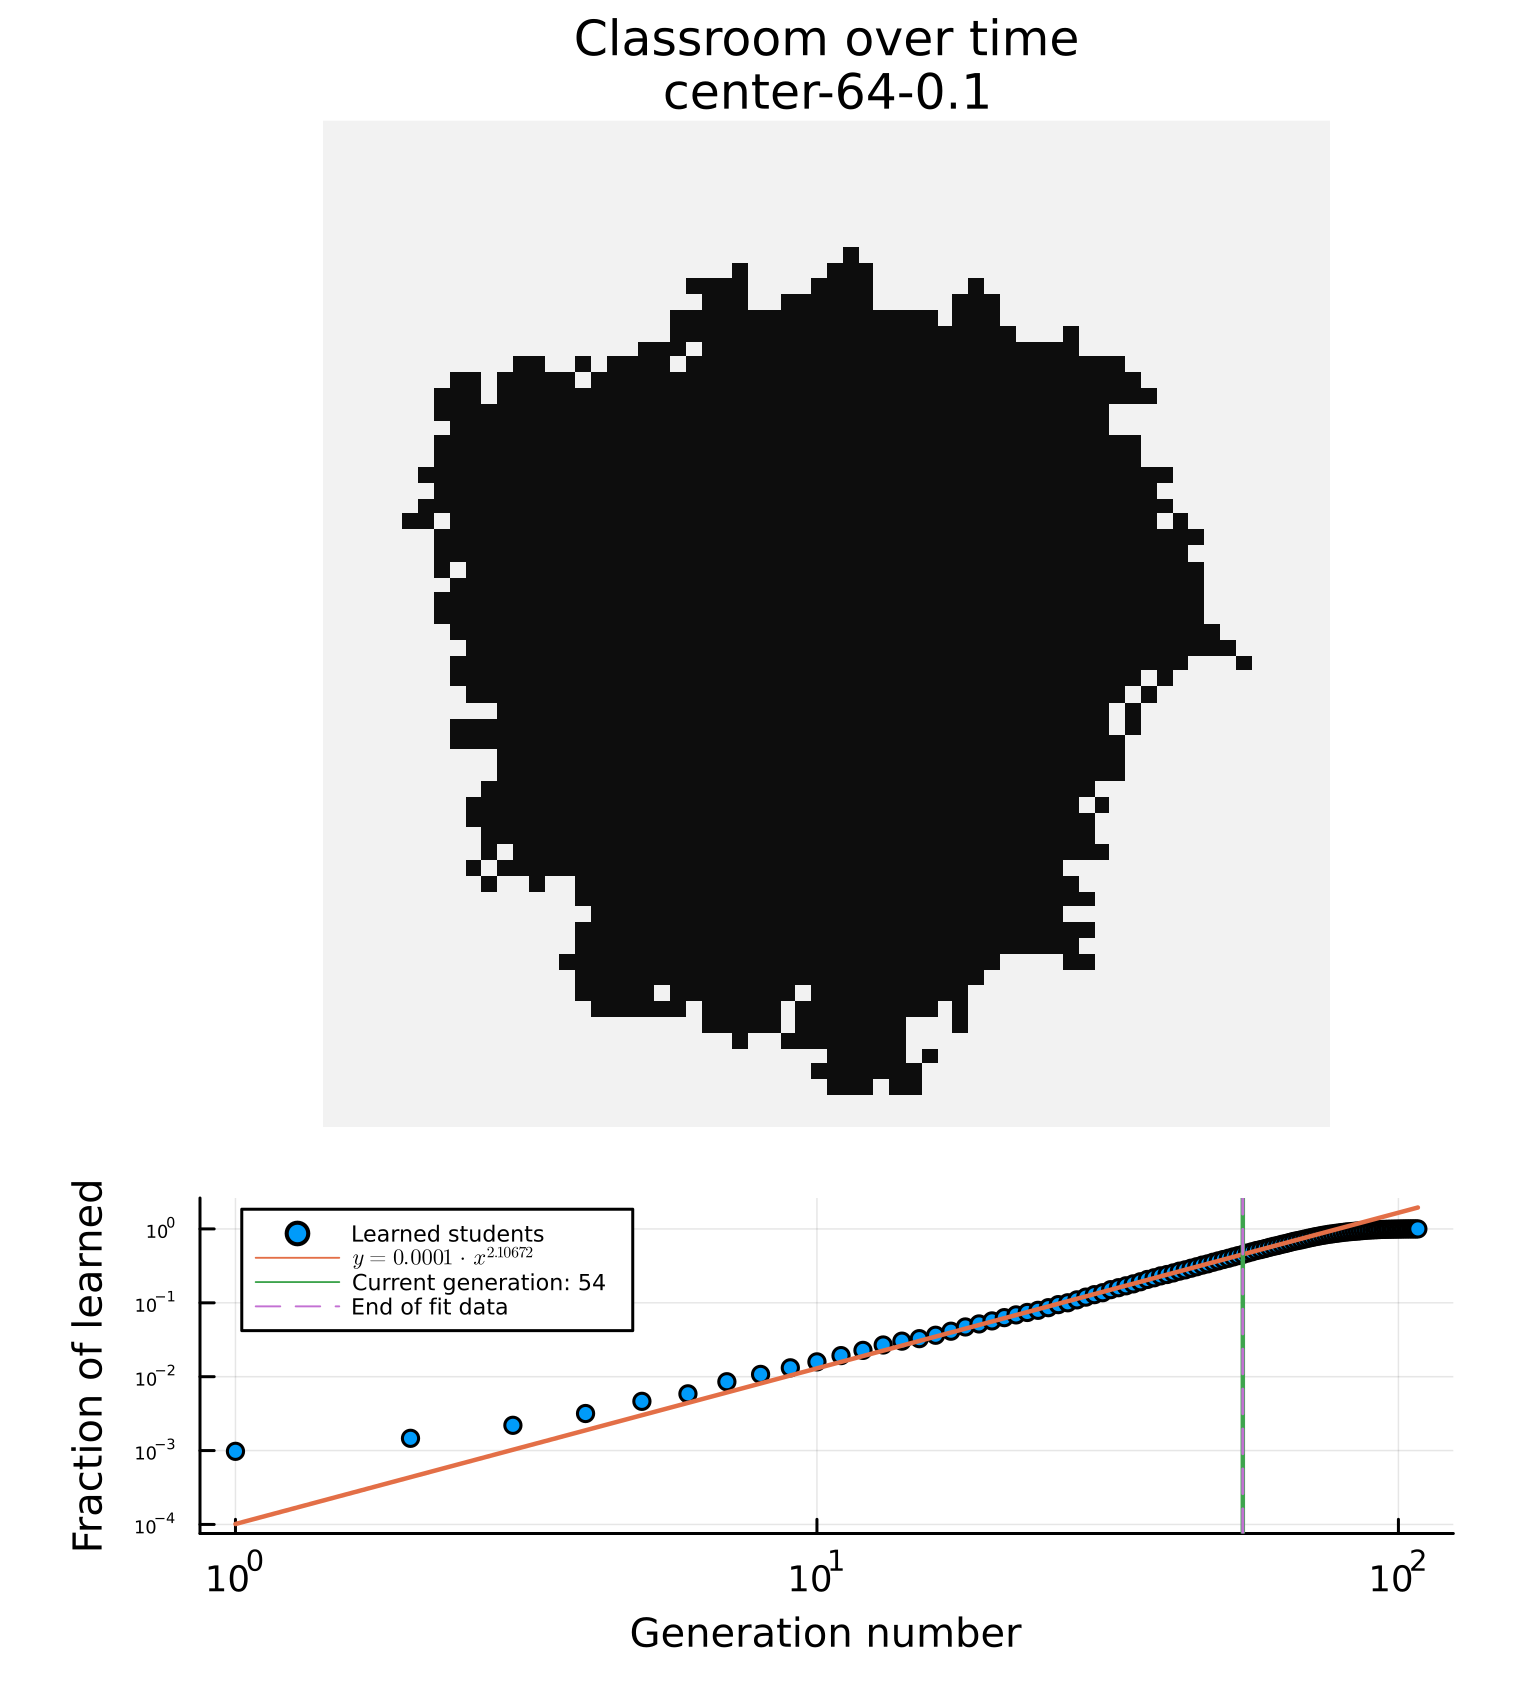 Classroom over time
center-64-0.1
Fraction of learned
10^0
10^-1
10^-2
10^-3
10^-4
Learned students
y = 0.0001 · x^2.10672
Current generation: 54
End of fit data
10^0 10^1 10^2
Generation number